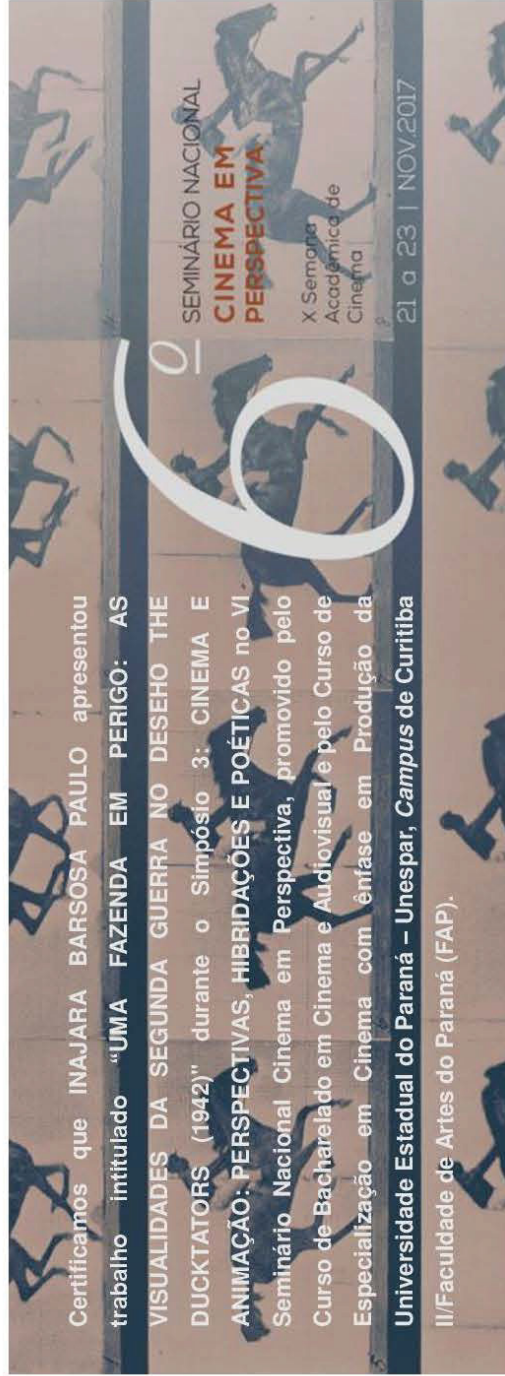 Certificamos que INAJARA BARSOSA PAULO apresentou
trabalho intitulado "UMA FAZENDA EM PERIGO: AS
VISUALIDADES DA SEGUNDA GUERRA NO DESEHO THE
DUCKTATORS (1942)" durante o Simpósio 3: CINEMA E
ANIMAÇÃO: PERSPECTIVAS, HIBRIDAÇÕES E POÉTICAS no VI
Seminário Nacional Cinema em Perspectiva, promovido pelo
Curso de Bacharelado em Cinema e Audiovisual e pelo Curso de
Especialização em Cinema com ênfase em Produção da
Universidade Estadual do Paraná – Unespar, Campus de Curitiba
II/Faculdade de Artes do Paraná (FAP).
6º
SEMINÁRIO NACIONAL
CINEMA EM
PERSPECTIVA
X Semana
Acadêmica de
Cinema
21 a 23 | NOV.2017